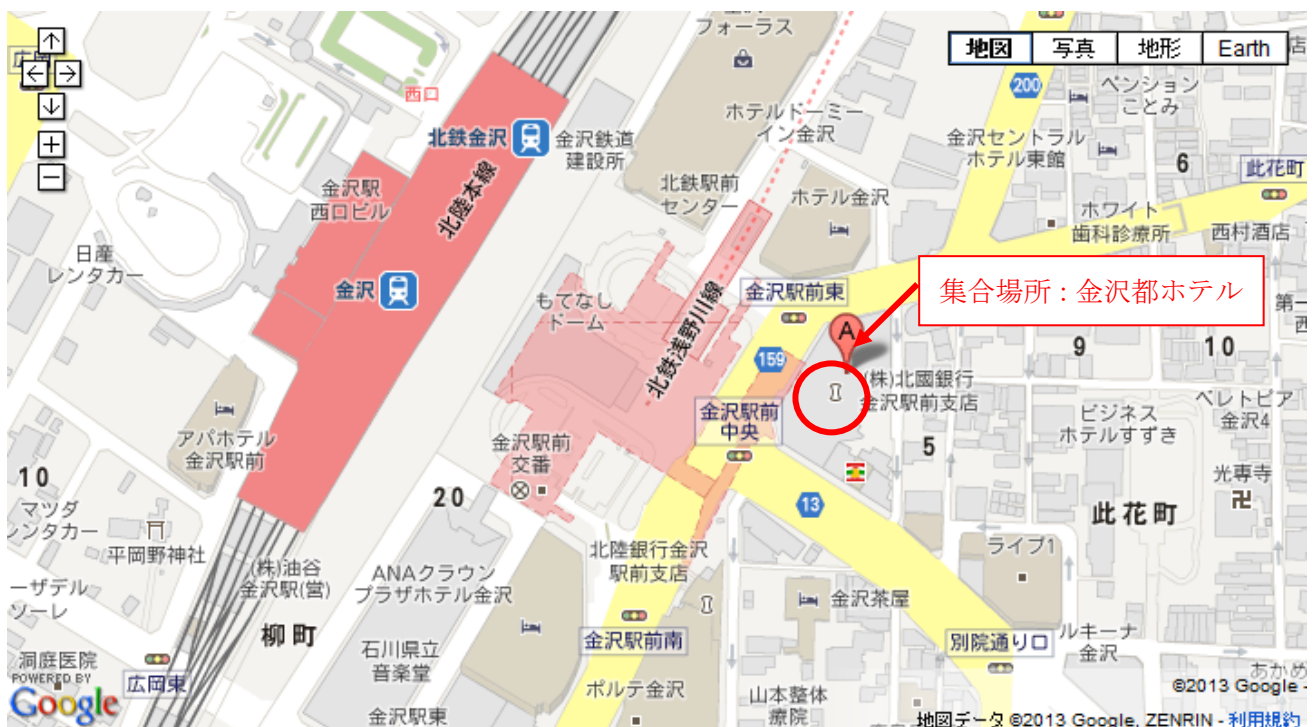 フォーラス
地図
写真
地形
Earth
広岡
西口
200
ペンション
ことみ
北鉄金沢
金沢鉄道
建設所
ホテルドーミー
イン金沢
金沢セントラル
ホテル東館
6
此花町
金沢駅
西口ビル
北陸本線
北鉄駅前
センター
ホテル金沢
ホワイト
歯科診療所
西村酒店
日産
レンタカー
金沢
もてなし
ドーム
北鉄浅野川線
金沢駅前東
集合場所：金沢都ホテル
第一
西
A
159
9
10
(株)北國銀行
金沢駅前支店
金沢駅前
中央
ビジネス
ホテルすずき
ベレトピア
金沢4
アパホテル
金沢駅前
金沢駅前
交番
5
光専寺
10
マツダ
レンタカー
20
13
此花町
平岡野神社
(株)油谷
金沢駅(営)
ANAクラウン
プラザホテル金沢
北陸銀行金沢
駅前支店
ライブ1
ーザデル
ソーレ
柳町
石川県立
音楽堂
金沢駅前南
金沢茶屋
別院通り口
ルキーナ
金沢
洞庭医院
広岡東
POWERED BY
Google
金沢駅東
ポルテ金沢
山本整体
療院
あかめ
©2013 Google -
地図データ ©2013 Google, ZENRIN - 利用規約